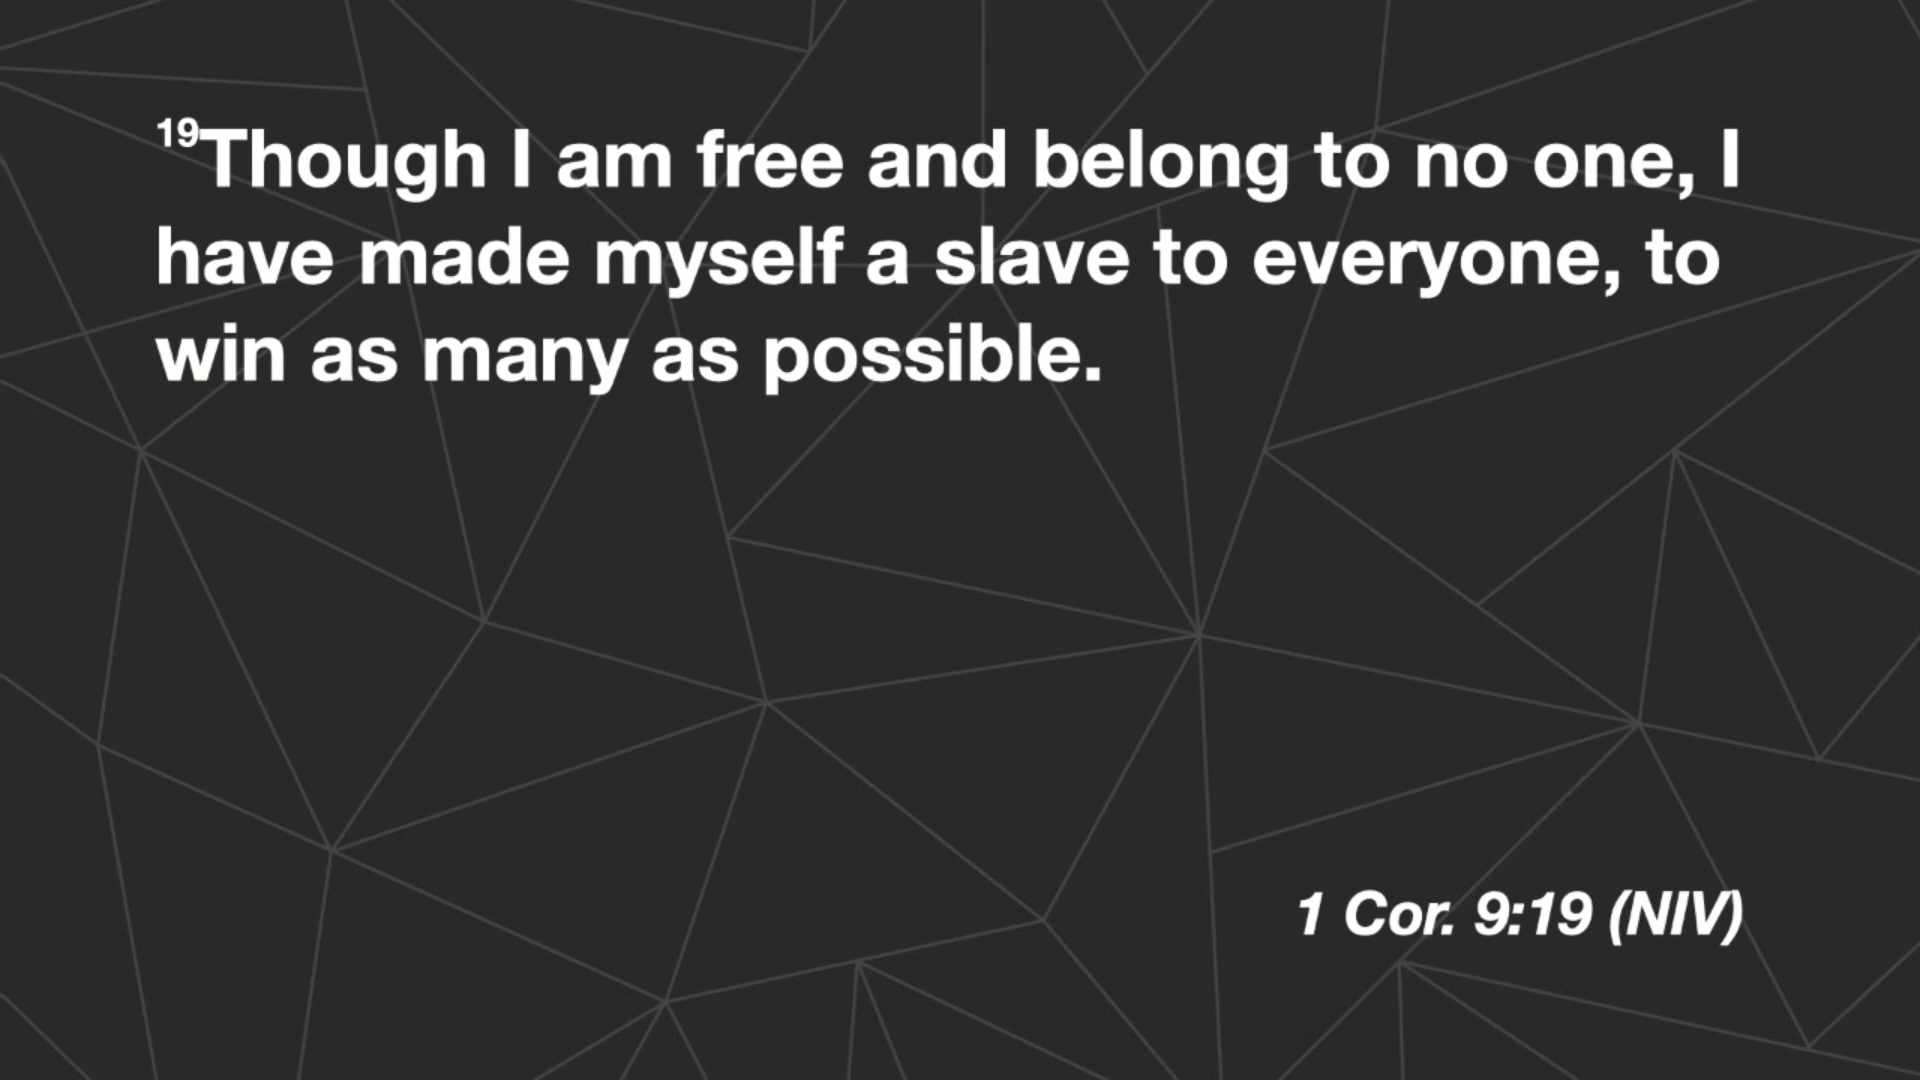 19Though I am free and belong to no one, I
have made myself a slave to everyone, to
win as many as possible.
1 Cor. 9:19 (NIV)